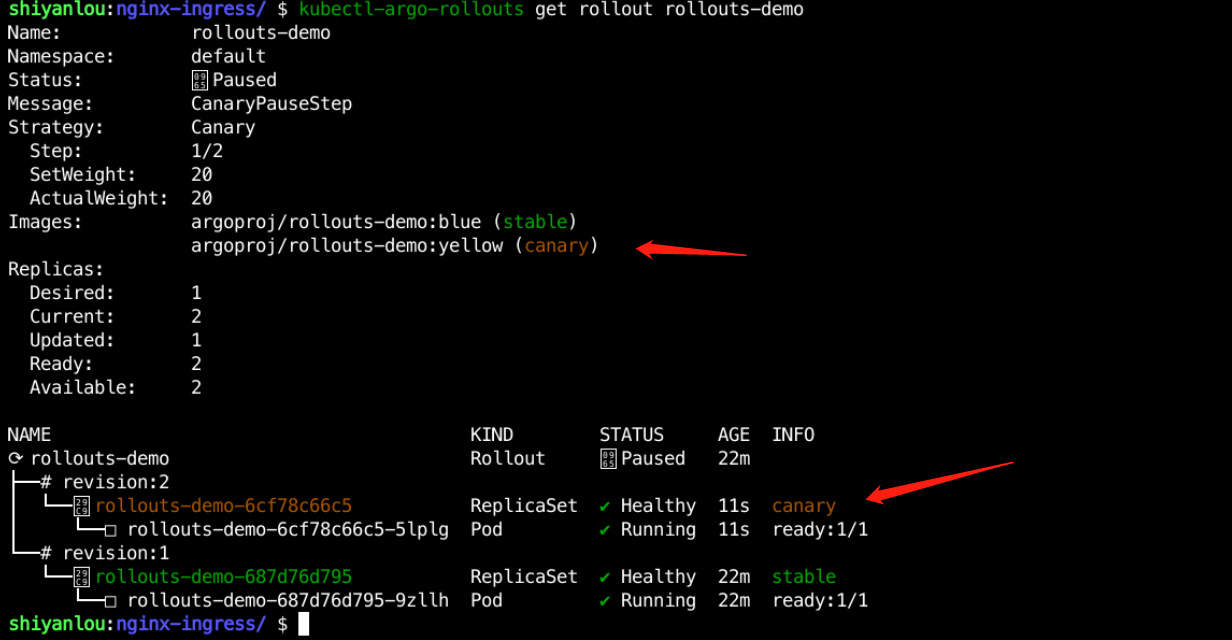 shiyanlou:nginx-ingress/ $ kubectl-argo-rollouts get rollout rollouts-demo
Name: rollouts-demo
Namespace: default
Status: ॥ Paused
Message: CanaryPauseStep
Strategy: Canary
Step: 1/2
SetWeight: 20
ActualWeight: 20
Images: argoproj/rollouts-demo:blue (stable)
argoproj/rollouts-demo:yellow (canary)
Replicas:
Desired: 1
Current: 2
Updated: 1
Ready: 2
Available: 2
NAME KIND STATUS AGE INFO
⟳ rollouts-demo Rollout ॥ Paused 22m
├──# revision:2
│  └──⧉ rollouts-demo-6cf78c66c5 ReplicaSet ✔ Healthy 11s canary
│     └──□ rollouts-demo-6cf78c66c5-5lplg Pod ✔ Running 11s ready:1/1
└──# revision:1
   └──⧉ rollouts-demo-687d76d795 ReplicaSet ✔ Healthy 22m stable
      └──□ rollouts-demo-687d76d795-9zllh Pod ✔ Running 22m ready:1/1
shiyanlou:nginx-ingress/ $